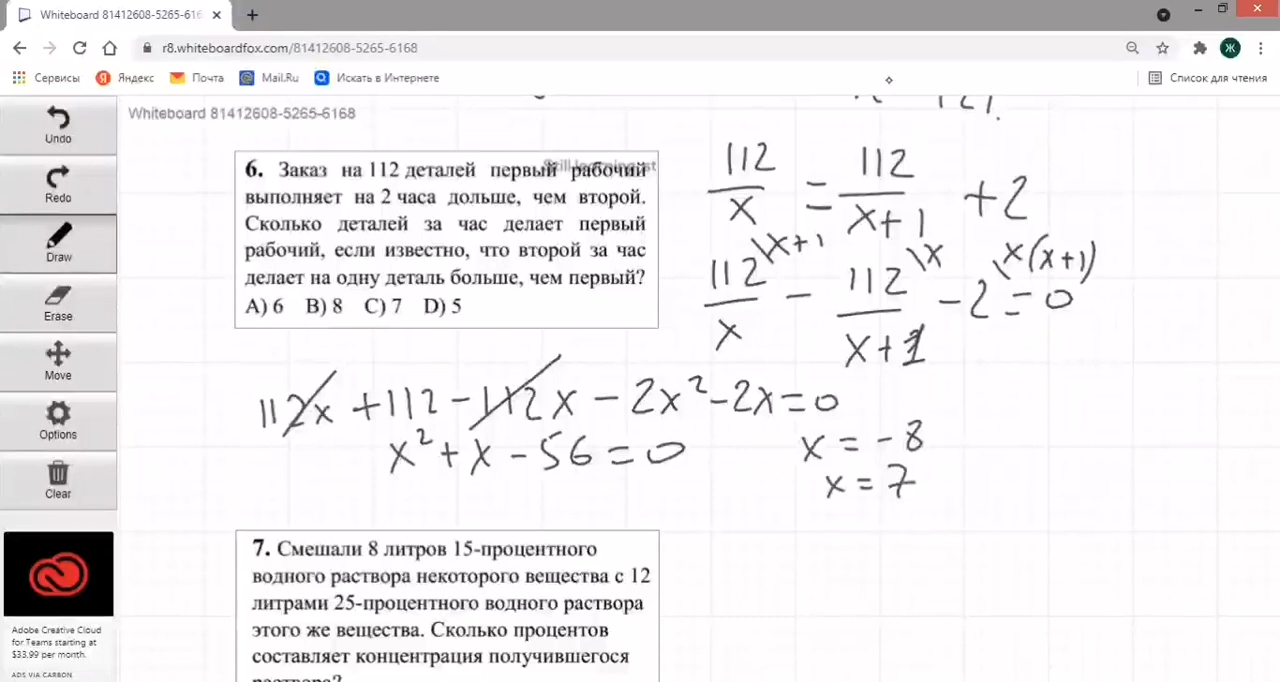 Whiteboard 81412608-5265-616
r8.whiteboardfox.com/81412608-5265-6168
Ж
Сервисы Яндекс Почта Mail.Ru Искать в Интернете Список для чтения
Whiteboard 81412608-5265-6168
Undo
Redo
Draw
Erase
Move
Options
Clear
Adobe Creative Cloud
for Teams starting at
$33.99 per month.
ADS VIA CARBON
6. Заказ на 112 деталей первый рабочий
выполняет на 2 часа дольше, чем второй.
Сколько деталей за час делает первый
рабочий, если известно, что второй за час
делает на одну деталь больше, чем первый?
A) 6 B) 8 C) 7 D) 5
112/x = 112/x+1 + 2
112/x \x+1 - 112/x+1 \x - 2 \x(x+1) = 0
112x + 112 - 112x - 2x² - 2x = 0
x² + x - 56 = 0
x = -8
x = 7
7. Смешали 8 литров 15-процентного
водного раствора некоторого вещества с 12
литрами 25-процентного водного раствора
этого же вещества. Сколько процентов
составляет концентрация получившегося
раствора?